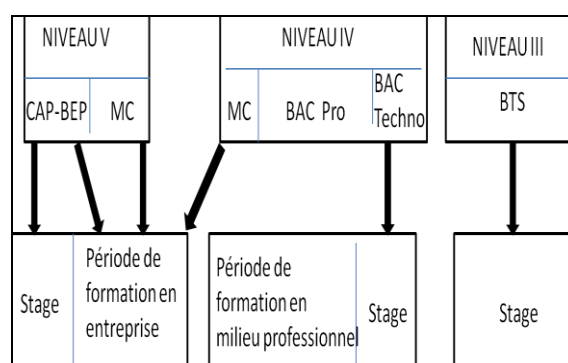 NIVEAU V
CAP-BEP MC
NIVEAU IV
MC BAC Pro BAC
Techno
NIVEAU III
BTS
Stage
Période de
formation en
entreprise
Période de
formation en
milieu professionnel
Stage
Stage